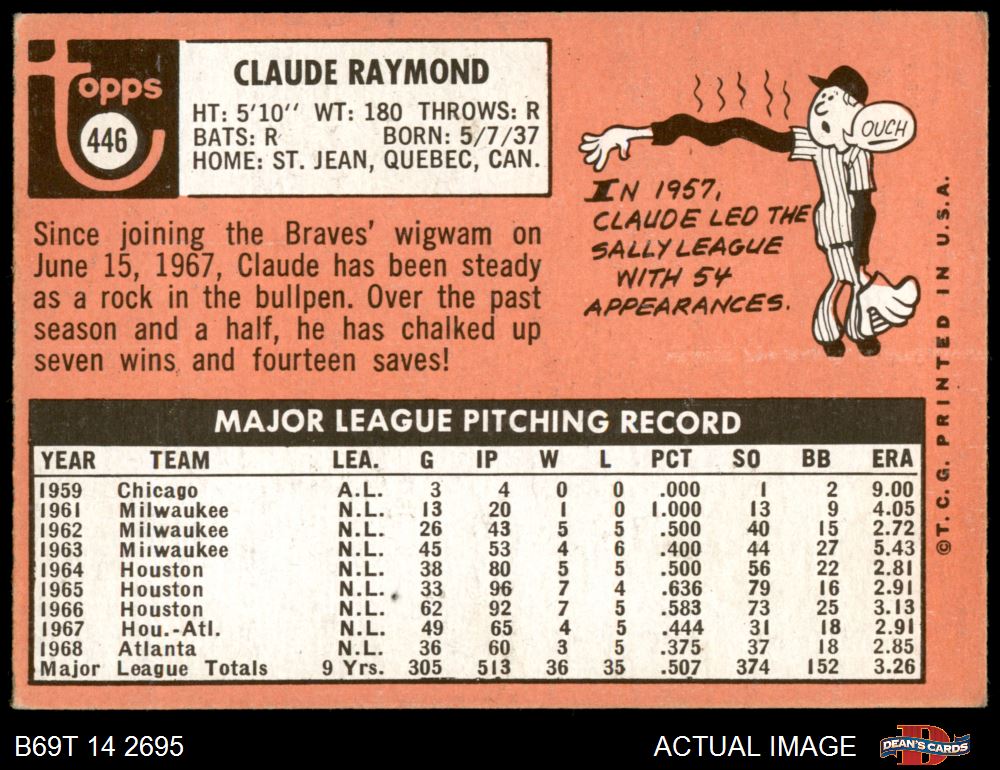 Topps
446
CLAUDE RAYMOND
HT: 5'10" WT: 180 THROWS: R
BATS: R BORN: 5/7/37
HOME: ST. JEAN, QUEBEC, CAN.
Since joining the Braves' wigwam on
June 15, 1967, Claude has been steady
as a rock in the bullpen. Over the past
season and a half, he has chalked up
seven wins and fourteen saves!
OUCH
IN 1957,
CLAUDE LED THE
SALLY LEAGUE
WITH 54
APPEARANCES.
©T.C.G. PRINTED IN U.S.A.
MAJOR LEAGUE PITCHING RECORD
YEAR TEAM LEA. G IP W L PCT SO BB ERA
1959 Chicago A.L. 3 4 0 0 .000 1 2 9.00
1961 Milwaukee N.L. 13 20 1 0 1.000 13 9 4.05
1962 Milwaukee N.L. 26 43 5 5 .500 40 15 2.72
1963 Milwaukee N.L. 45 53 4 6 .400 44 27 5.43
1964 Houston N.L. 38 80 5 5 .500 56 22 2.81
1965 Houston N.L. 33 96 7 4 .636 79 16 2.91
1966 Houston N.L. 62 92 7 5 .583 73 25 3.13
1967 Hou.-Atl. N.L. 49 65 4 5 .444 31 18 2.91
1968 Atlanta N.L. 36 60 3 5 .375 37 18 2.85
Major League Totals 9 Yrs. 305 513 36 35 .507 374 152 3.26
B69T 14 2695
ACTUAL IMAGE
D
DEAN'S CARDS